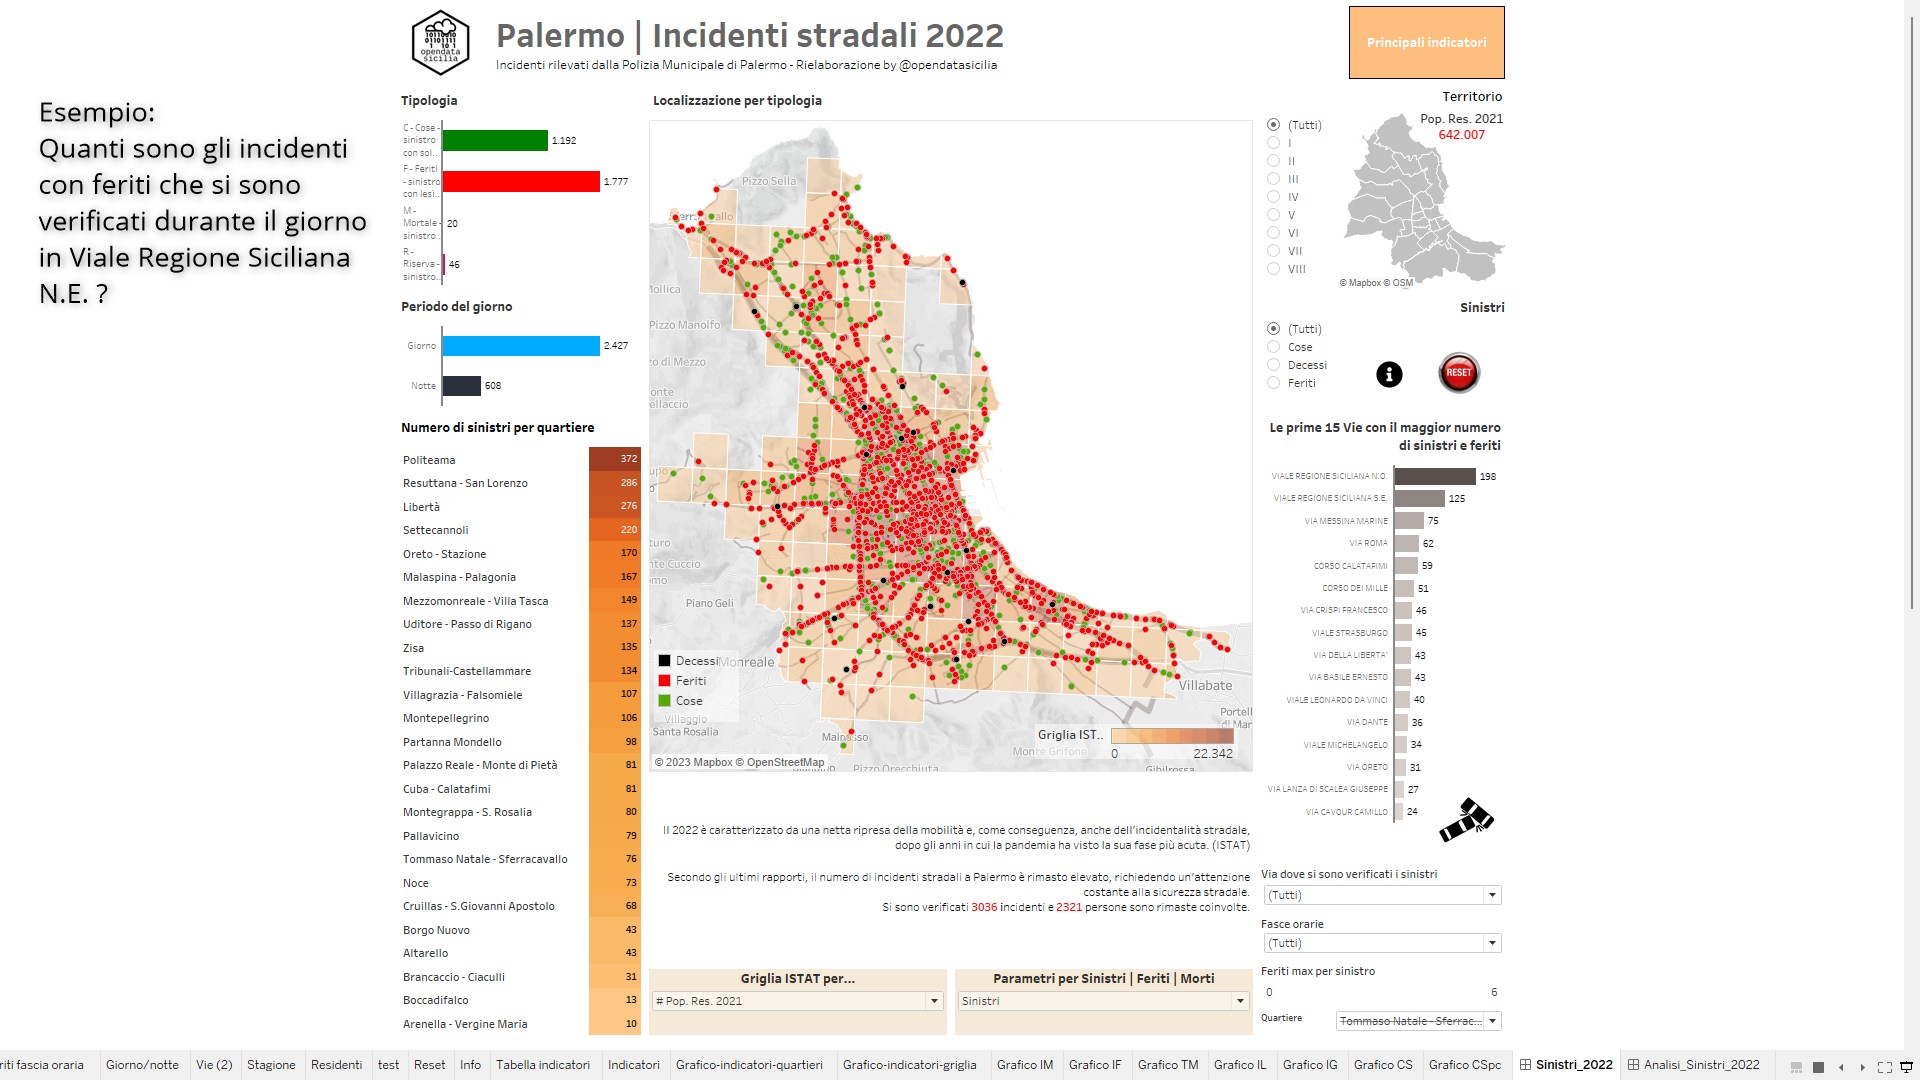 Palermo | Incidenti stradali 2022
Incidenti rilevati dalla Polizia Municipale di Palermo - Rielaborazione by @opendatasicilia
opendata
sicilia
Principali indicatori
Esempio:
Quanti sono gli incidenti
con feriti che si sono
verificati durante il giorno
in Viale Regione Siciliana
N.E. ?
Tipologia
C - Cose -
sinistro
con sol..
1.192
F - Feriti
- sinistro
con lesi..
1.777
M -
Mortale -
sinistro..
20
R -
Riserva -
sinistro..
46
Periodo del giorno
Giorno
2.427
Notte
608
Numero di sinistri per quartiere
Politeama 372
Resuttana - San Lorenzo 286
Libertà 276
Settecannoli 220
Oreto - Stazione 170
Malaspina - Palagonia 167
Mezzomonreale - Villa Tasca 149
Uditore - Passo di Rigano 137
Zisa 135
Tribunali-Castellammare 134
Villagrazia - Falsomiele 107
Montepellegrino 106
Partanna Mondello 98
Palazzo Reale - Monte di Pietà 81
Cuba - Calatafimi 81
Montegrappa - S. Rosalia 80
Pallavicino 79
Tommaso Natale - Sferracavallo 76
Noce 73
Cruillas - S.Giovanni Apostolo 68
Borgo Nuovo 43
Altarello 43
Brancaccio - Ciaculli 31
Boccadifalco 13
Arenella - Vergine Maria 10
Localizzazione per tipologia
Pizzo Sella
Pizzo Manolfo
zo di Mezzo
Piano Geli
Monreale
Villabate
Villaggio
Santa Rosalia
Portell
di Mar
Monte Grifone
Pizzo Orecchiuta
Gibilrossa
Decessi
Feriti
Cose
Griglia IST..
0 22.342
© 2023 Mapbox © OpenStreetMap
Il 2022 è caratterizzato da una netta ripresa della mobilità e, come conseguenza, anche dell'incidentalità stradale,
dopo gli anni in cui la pandemia ha visto la sua fase più acuta. (ISTAT)
Secondo gli ultimi rapporti, il numero di incidenti stradali a Palermo è rimasto elevato, richiedendo un'attenzione
costante alla sicurezza stradale.
Si sono verificati 3036 incidenti e 2321 persone sono rimaste coinvolte.
Griglia ISTAT per...
# Pop. Res. 2021
Parametri per Sinistri | Feriti | Morti
Sinistri
Territorio
Pop. Res. 2021
642.007
(Tutti)
I
II
III
IV
V
VI
VII
VIII
© Mapbox © OSM
Sinistri
(Tutti)
Cose
Decessi
Feriti
i
RESET
Le prime 15 Vie con il maggior numero
di sinistri e feriti
VIALE REGIONE SICILIANA N.O. 198
VIALE REGIONE SICILIANA S.E. 125
VIA MESSINA MARINE 75
VIA ROMA 62
CORSO CALATAFIMI 59
CORSO DEI MILLE 51
VIA CRISPI FRANCESCO 46
VIALE STRASBURGO 45
VIA DELLA LIBERTA' 43
VIA BASILE ERNESTO 43
VIALE LEONARDO DA VINCI 40
VIA DANTE 36
VIALE MICHELANGELO 34
VIA ORETO 31
VIA LANZA DI SCALEA GIUSEPPE 27
VIA CAVOUR CAMILLO 24
Via dove si sono verificati i sinistri
(Tutti)
Fasce orarie
(Tutti)
Feriti max per sinistro
0 6
Quartiere
Tommaso Natale - Sferrac...
riti fascia oraria Giorno/notte Vie (2) Stagione Residenti test Reset Info Tabella indicatori Indicatori Grafico-indicatori-quartieri Grafico-indicatori-griglia Grafico IM Grafico IF Grafico TM Grafico IL Grafico IG Grafico CS Grafico CSpc Sinistri_2022 Analisi_Sinistri_2022